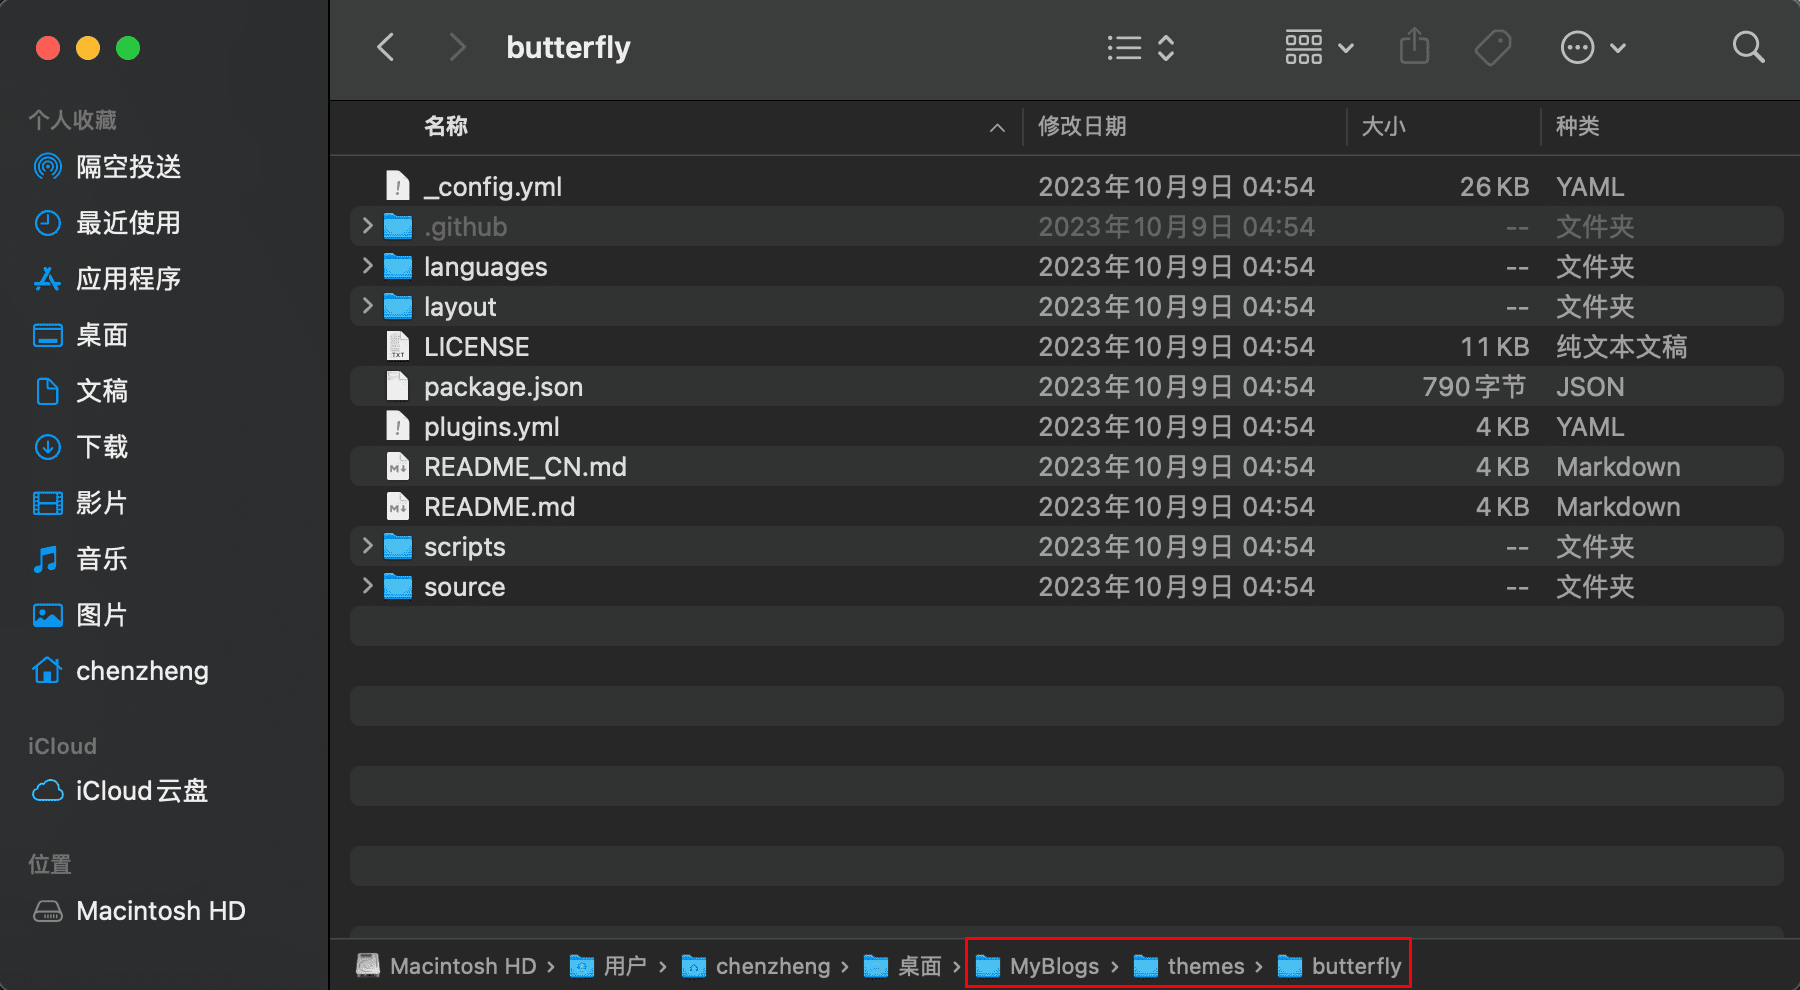 butterfly
个人收藏
隔空投送
最近使用
应用程序
桌面
文稿
下载
影片
音乐
图片
chenzheng
iCloud
iCloud云盘
位置
Macintosh HD
名称 修改日期 大小 种类
_config.yml 2023年10月9日 04:54 26 KB YAML
.github 2023年10月9日 04:54 -- 文件夹
languages 2023年10月9日 04:54 -- 文件夹
layout 2023年10月9日 04:54 -- 文件夹
LICENSE 2023年10月9日 04:54 11 KB 纯文本文稿
package.json 2023年10月9日 04:54 790 字节 JSON
plugins.yml 2023年10月9日 04:54 4 KB YAML
README_CN.md 2023年10月9日 04:54 4 KB Markdown
README.md 2023年10月9日 04:54 4 KB Markdown
scripts 2023年10月9日 04:54 -- 文件夹
source 2023年10月9日 04:54 -- 文件夹
Macintosh HD › 用户 › chenzheng › 桌面 › MyBlogs › themes › butterfly